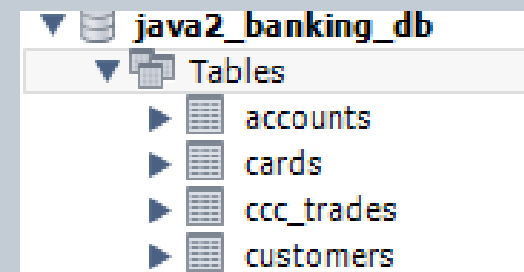 java2_banking_db
Tables
accounts
cards
ccc_trades
customers